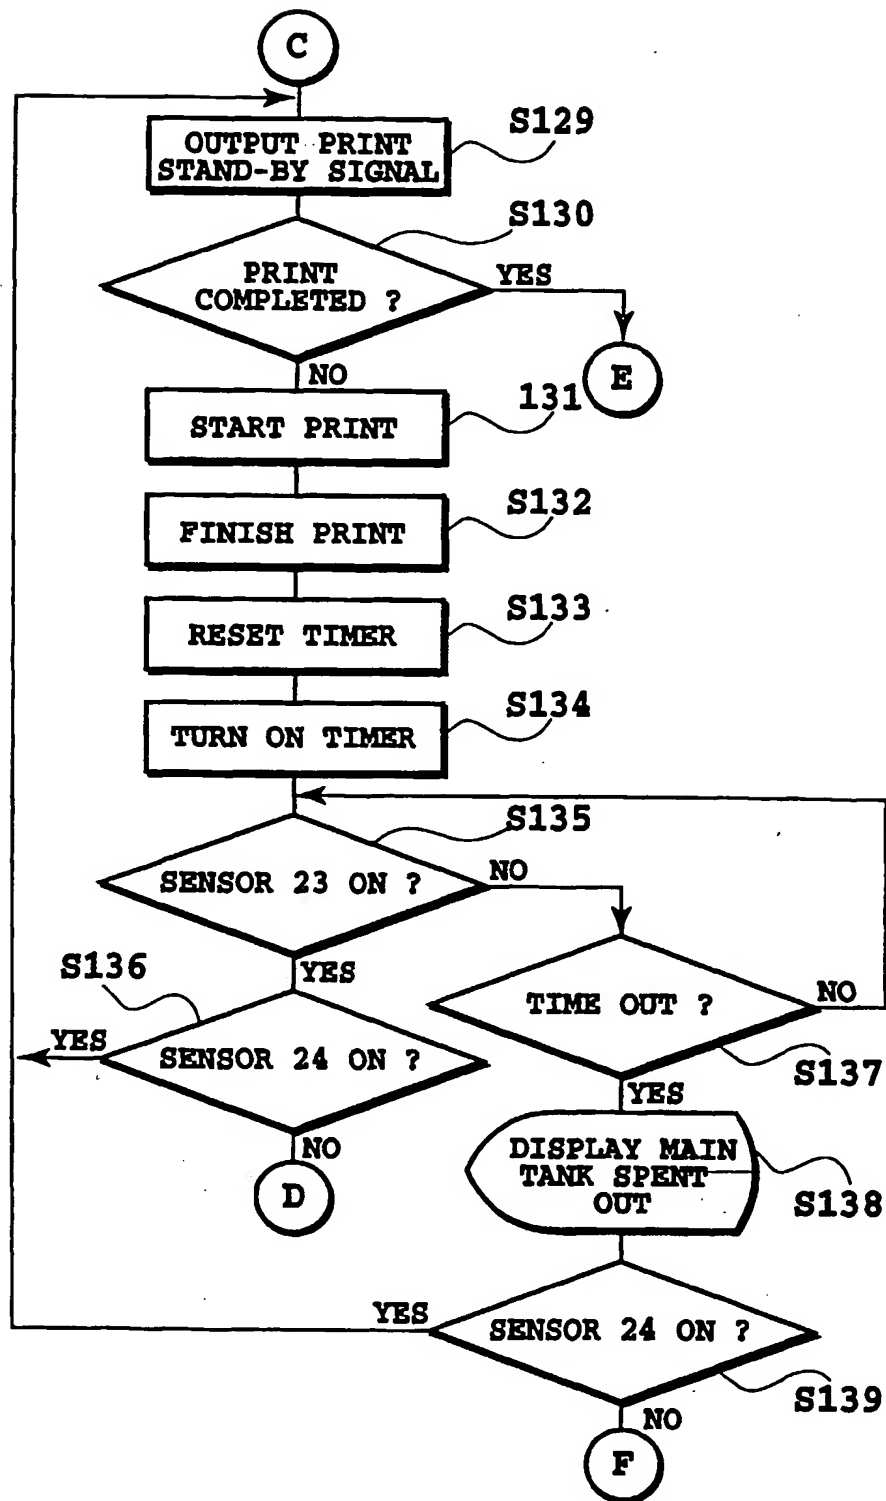 C
OUTPUT PRINT
STAND-BY SIGNAL
S129
S130
PRINT
COMPLETED ?
YES
E
NO
131
START PRINT
S132
FINISH PRINT
S133
RESET TIMER
S134
TURN ON TIMER
S135
SENSOR 23 ON ?
NO
YES
S136
TIME OUT ?
NO
YES
SENSOR 24 ON ?
S137
YES
NO
D
DISPLAY MAIN
TANK SPENT
OUT
S138
YES
SENSOR 24 ON ?
S139
NO
F